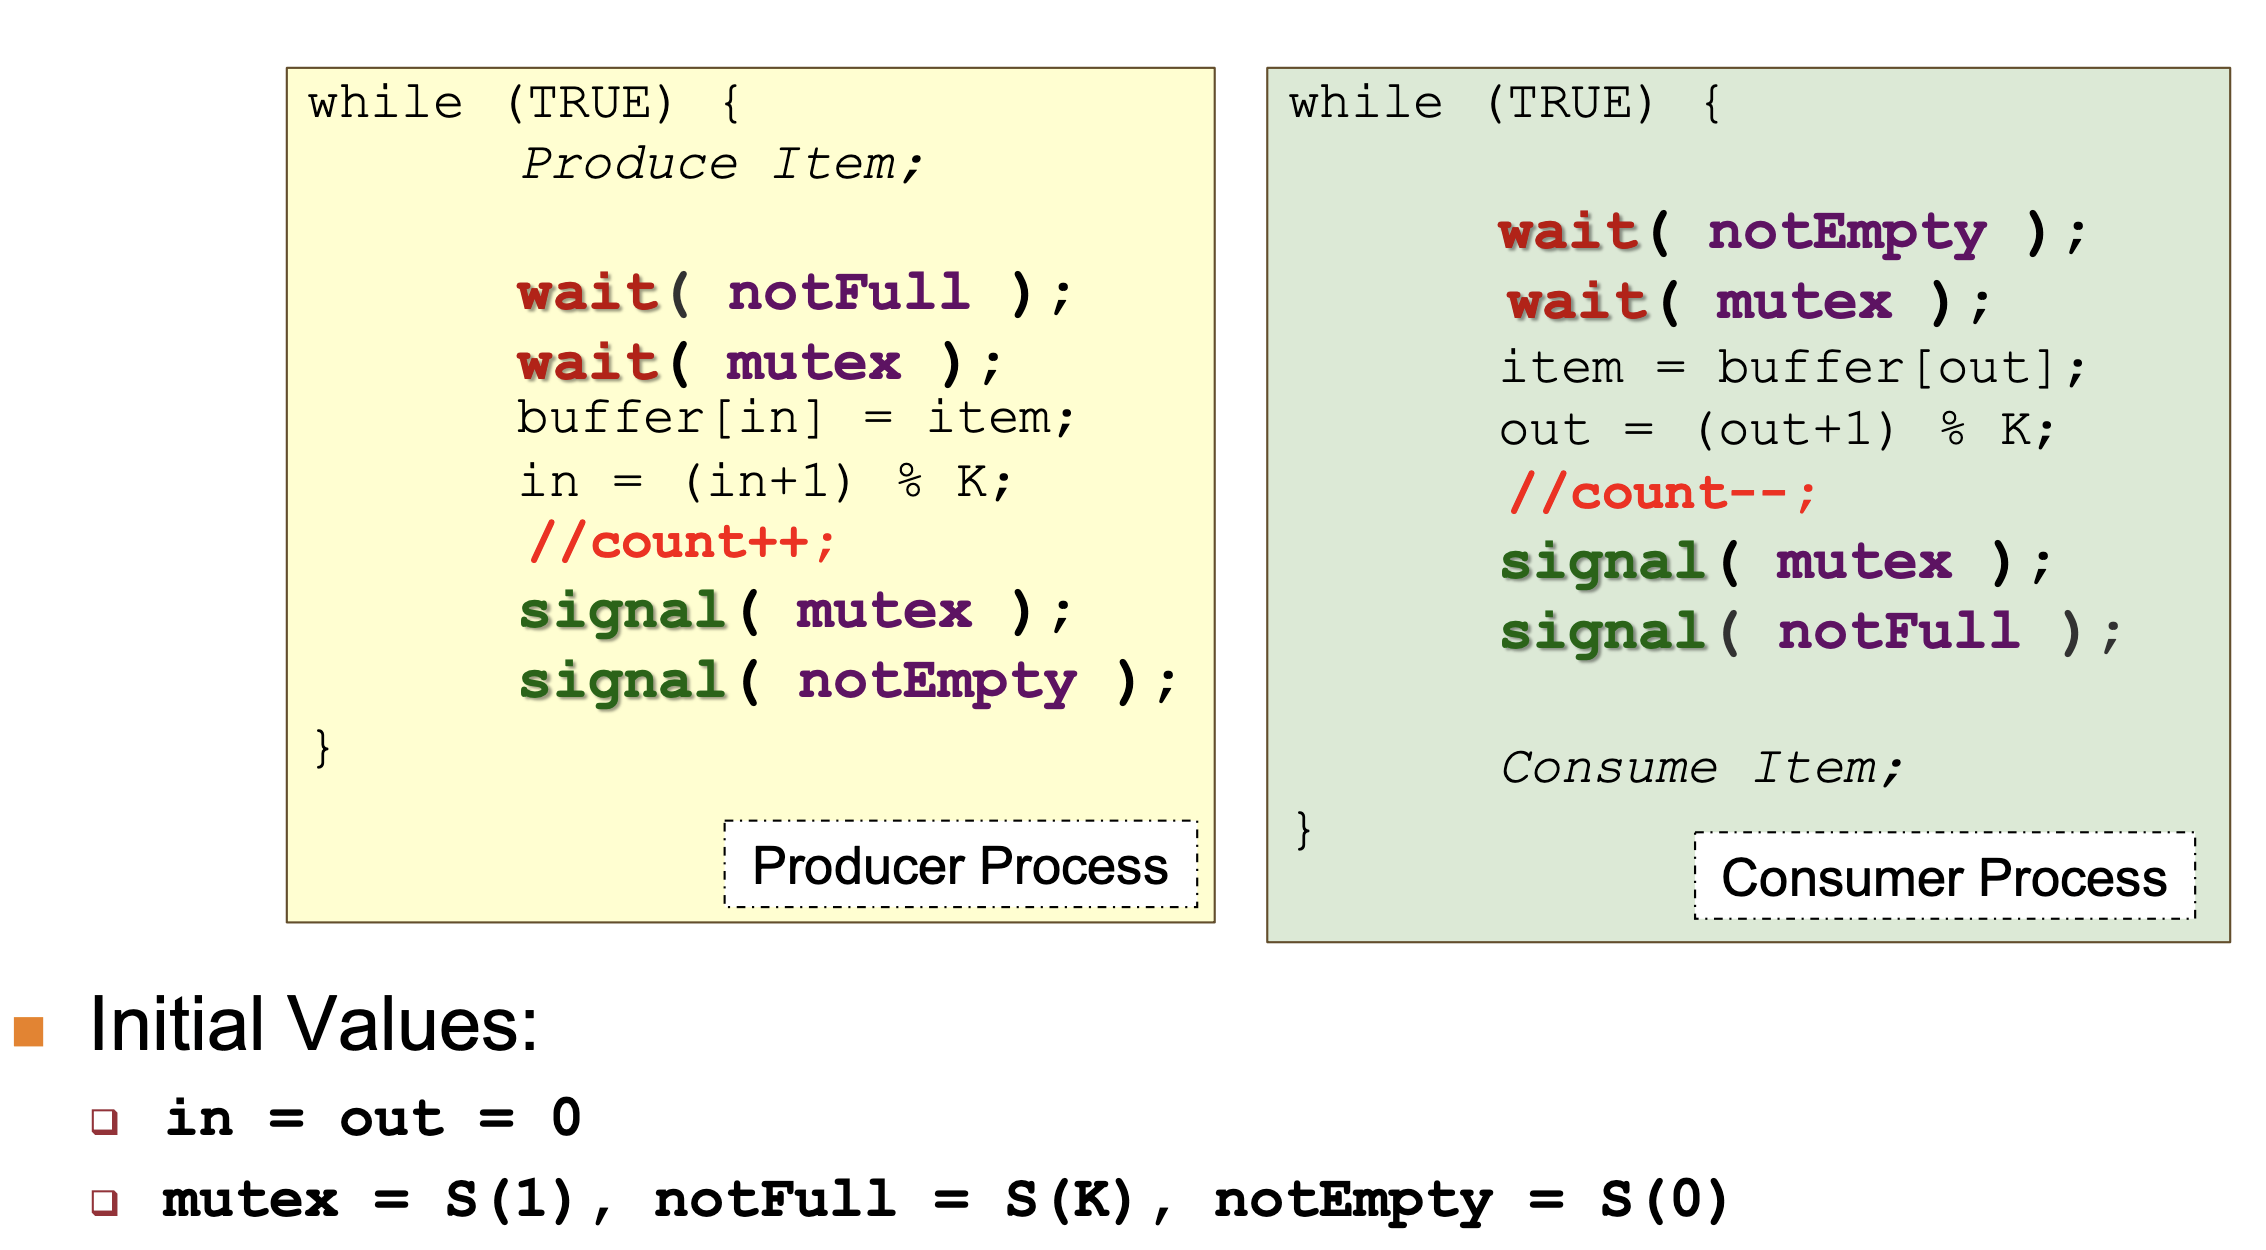 while (TRUE) {
Produce Item;
wait( notFull );
wait( mutex );
buffer[in] = item;
in = (in+1) % K;
//count++;
signal( mutex );
signal( notEmpty );
}
Producer Process
while (TRUE) {
wait( notEmpty );
wait( mutex );
item = buffer[out];
out = (out+1) % K;
//count--;
signal( mutex );
signal( notFull );
Consume Item;
}
Consumer Process
Initial Values:
in = out = 0
mutex = S(1), notFull = S(K), notEmpty = S(0)